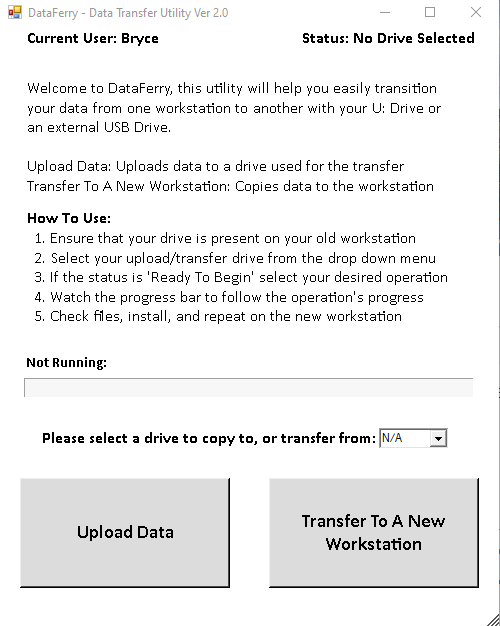 DataFerry - Data Transfer Utility Ver 2.0
Current User: Bryce Status: No Drive Selected
Welcome to DataFerry, this utility will help you easily transition
your data from one workstation to another with your U: Drive or
an external USB Drive.
Upload Data: Uploads data to a drive used for the transfer
Transfer To A New Workstation: Copies data to the workstation
How To Use:
1. Ensure that your drive is present on your old workstation
2. Select your upload/transfer drive from the drop down menu
3. If the status is 'Ready To Begin' select your desired operation
4. Watch the progress bar to follow the operation's progress
5. Check files, install, and repeat on the new workstation
Not Running:
Please select a drive to copy to, or transfer from: N/A
Upload Data
Transfer To A New
Workstation